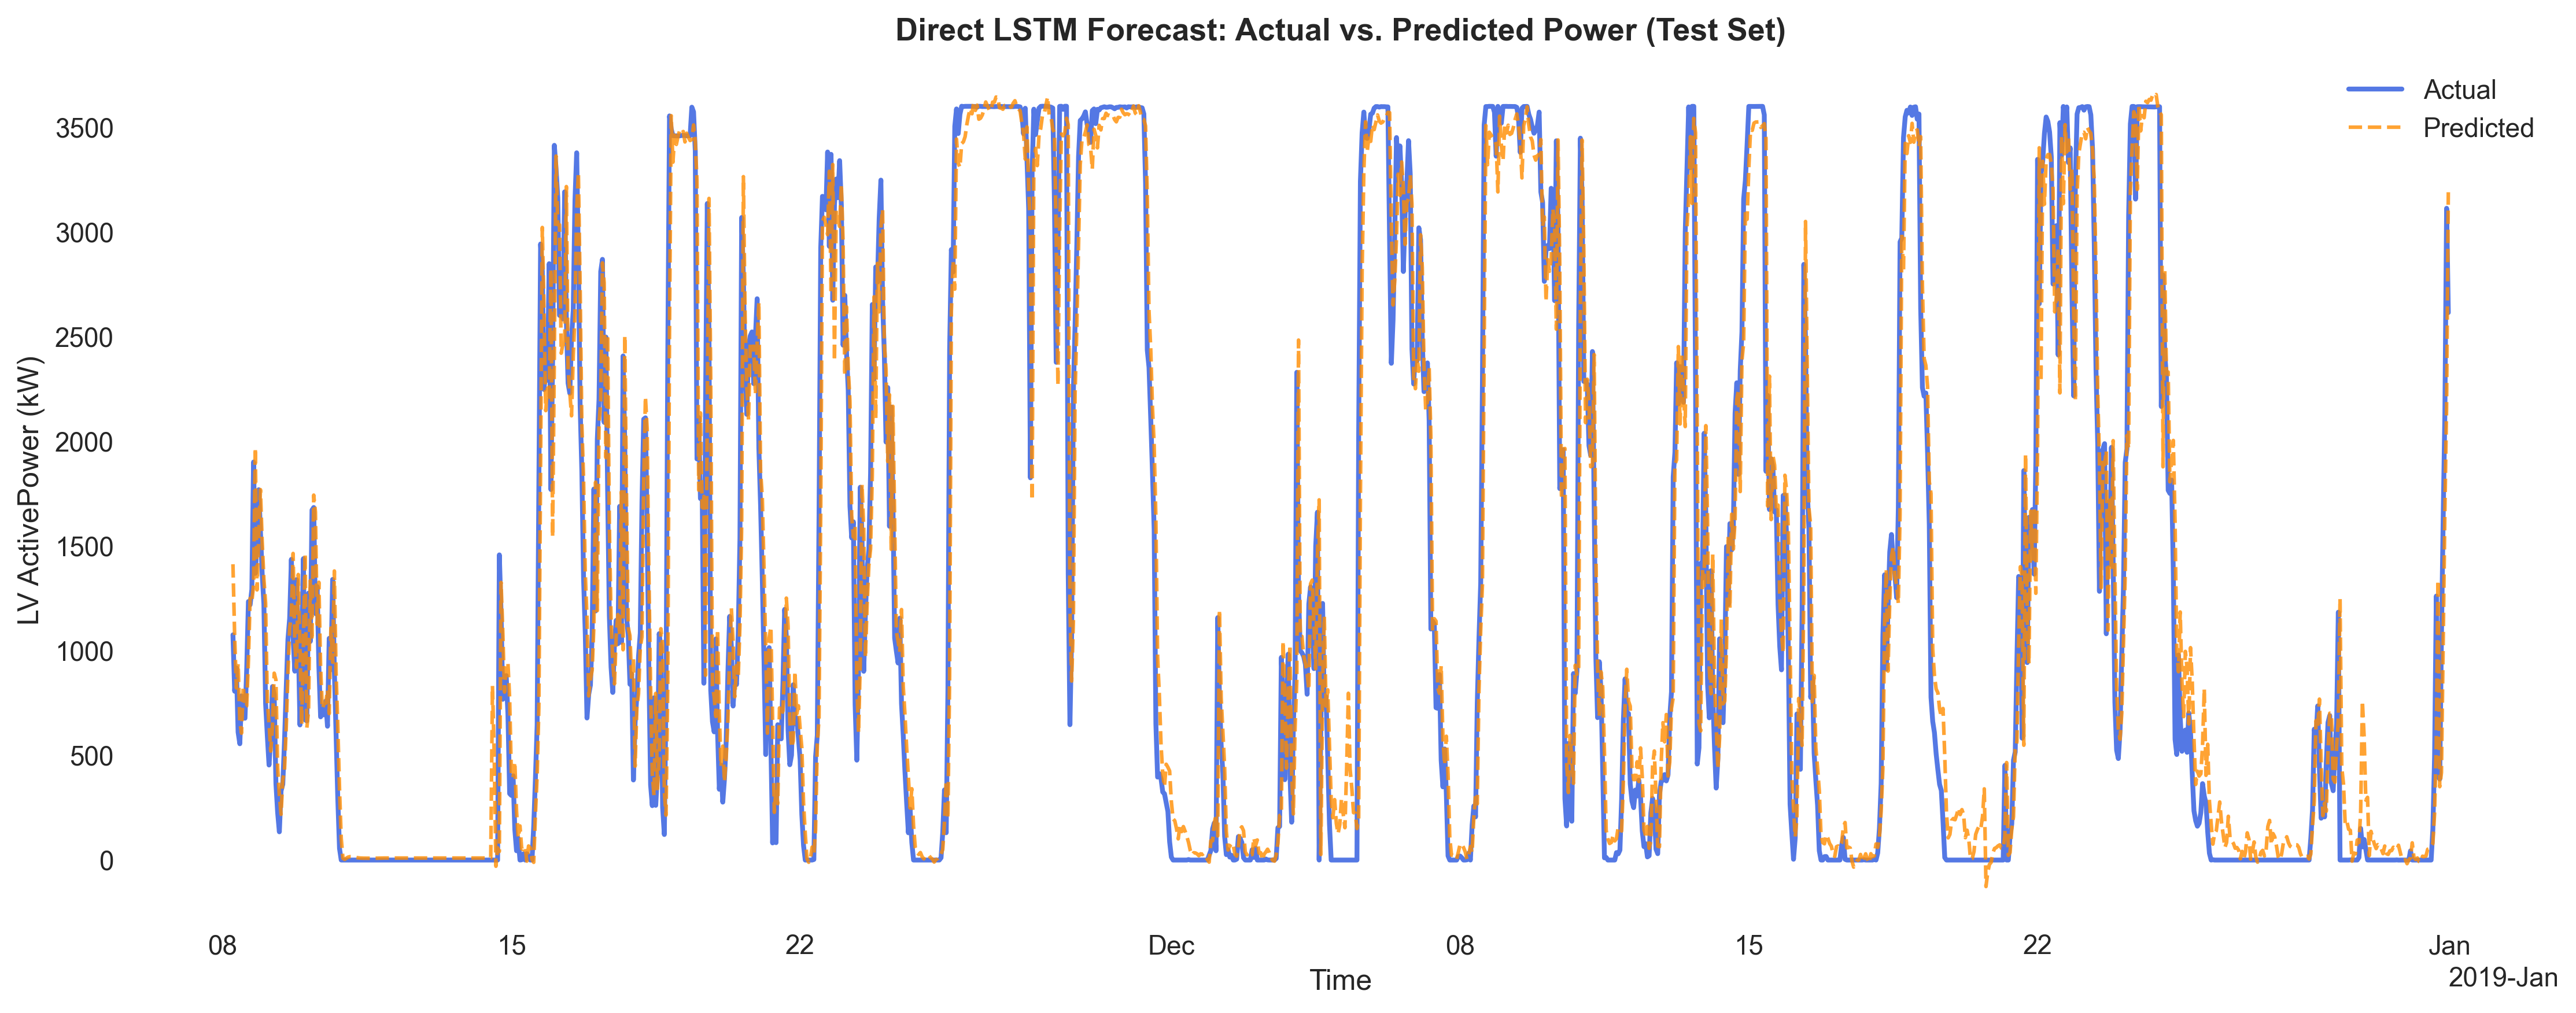 Direct LSTM Forecast: Actual vs. Predicted Power (Test Set)
Actual
Predicted
LV ActivePower (kW)
3500
3000
2500
2000
1500
1000
500
0
08
15
22
Dec
08
15
22
Jan
2019-Jan
Time